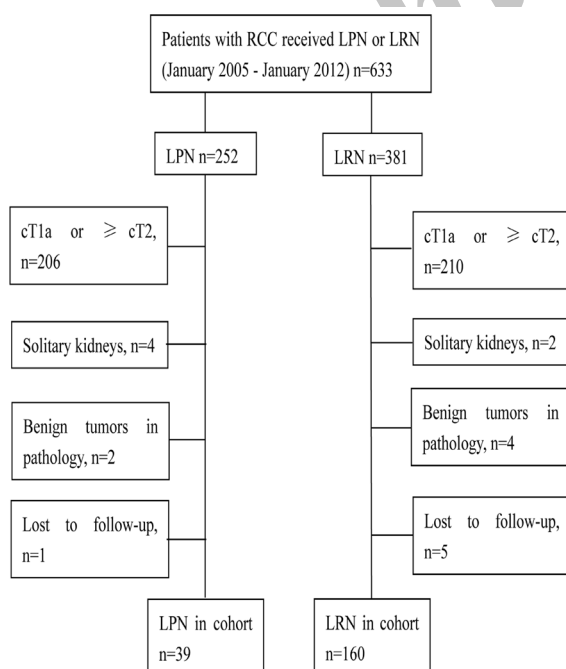 Patients with RCC received LPN or LRN
(January 2005 - January 2012) n=633
LPN n=252
LRN n=381
cT1a or ⩾ cT2,
n=206
cT1a or ⩾ cT2,
n=210
Solitary kidneys, n=4
Solitary kidneys, n=2
Benign tumors in
pathology, n=2
Benign tumors in
pathology, n=4
Lost to follow-up,
n=1
Lost to follow-up,
n=5
LPN in cohort
n=39
LRN in cohort
n=160